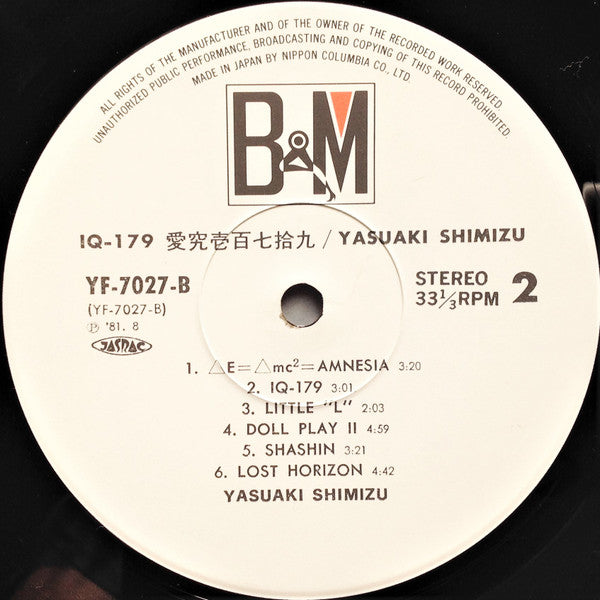 ALL RIGHTS OF THE MANUFACTURER AND OF THE OWNER OF THE RECORDED WORK RESERVED.
UNAUTHORIZED PUBLIC PERFORMANCE, BROADCASTING AND COPYING OF THIS RECORD PROHIBITED.
MADE IN JAPAN BY NIPPON COLUMBIA CO., LTD.
B&M
IQ-179 愛究壱百七拾九 / YASUAKI SHIMIZU
YF-7027-B
(YF-7027-B)
Ⓟ '81. 8
JASRAC
STEREO
33⅓RPM 2
1. △E=△mc²=AMNESIA 3:20
2. IQ-179 3:01
3. LITTLE "L" 2:03
4. DOLL PLAY II 4:59
5. SHASHIN 3:21
6. LOST HORIZON 4:42
YASUAKI SHIMIZU